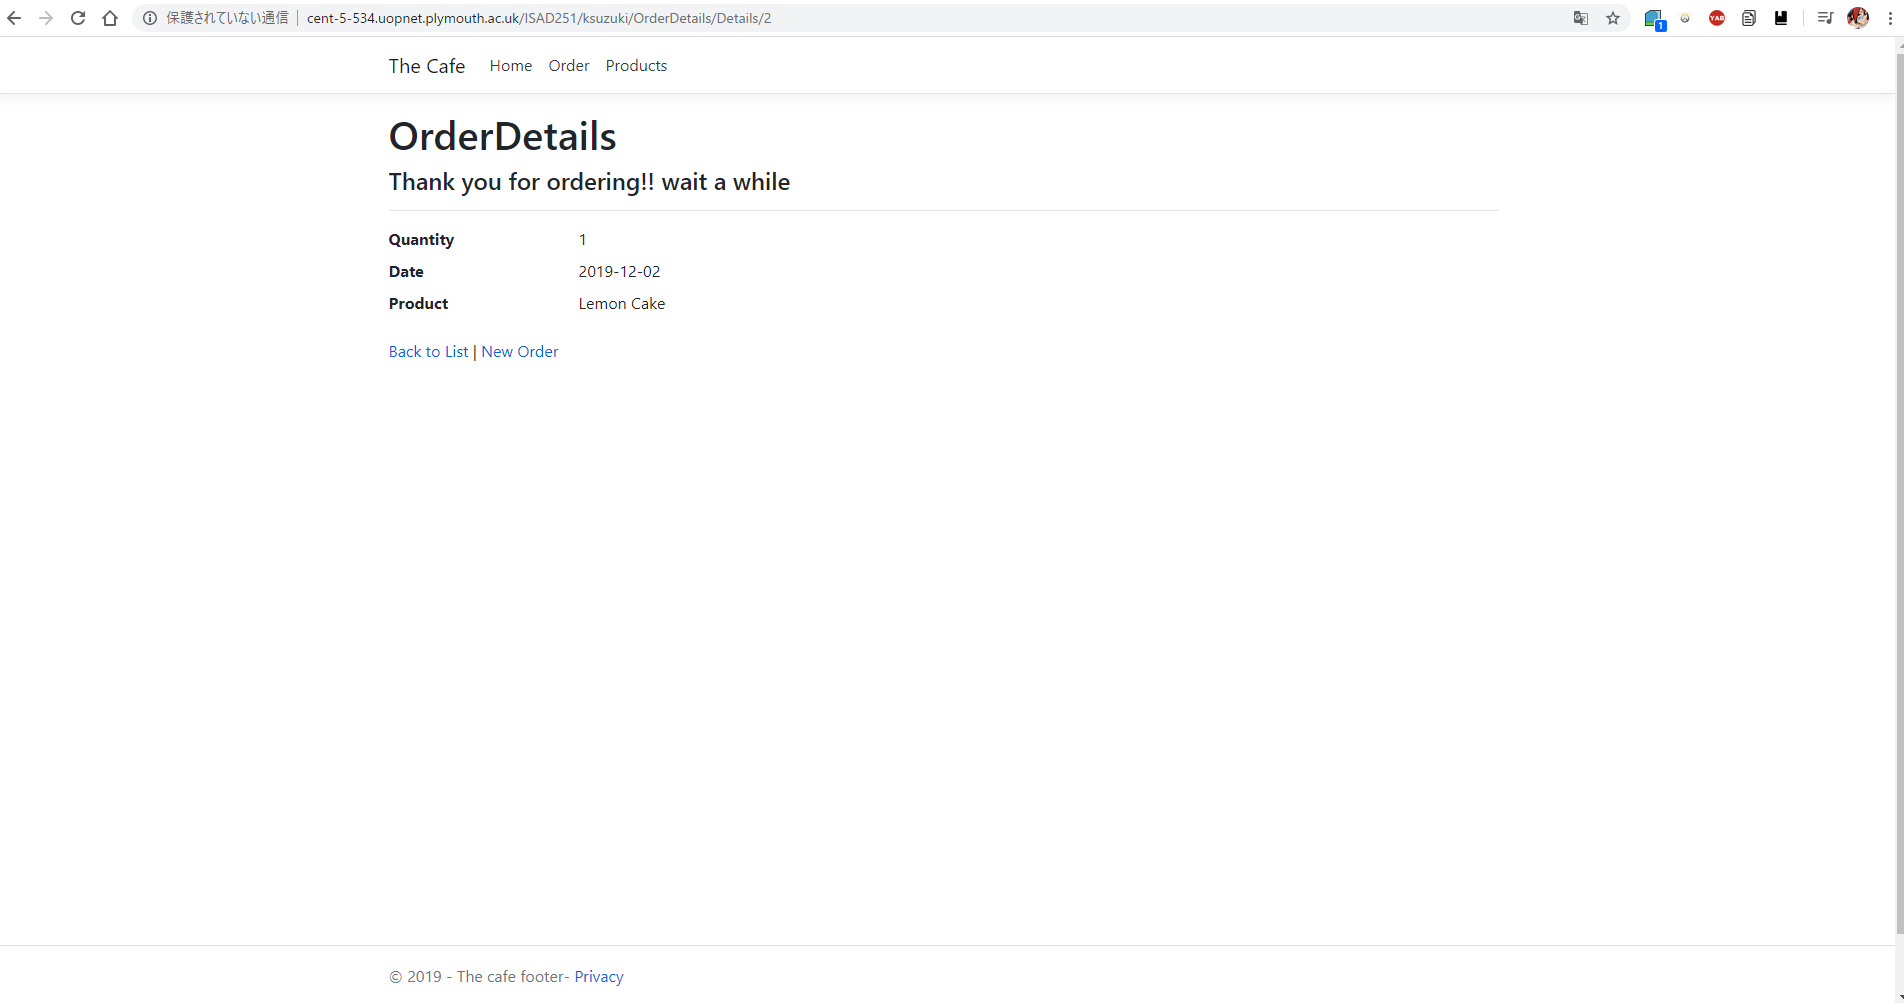 保護されていない通信 | cent-5-534.uopnet.plymouth.ac.uk/ISAD251/ksuzuki/OrderDetails/Details/2
1
YAB
The Cafe Home Order Products
OrderDetails
Thank you for ordering!! wait a while
Quantity 1
Date 2019-12-02
Product Lemon Cake
Back to List | New Order
© 2019 - The cafe footer- Privacy